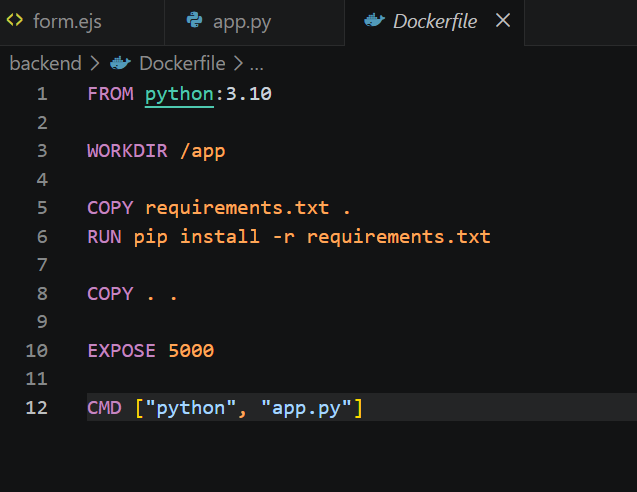 form.ejs app.py Dockerfile
backend > Dockerfile > ...
1 FROM python:3.10
2
3 WORKDIR /app
4
5 COPY requirements.txt .
6 RUN pip install -r requirements.txt
7
8 COPY . .
9
10 EXPOSE 5000
11
12 CMD ["python", "app.py"]